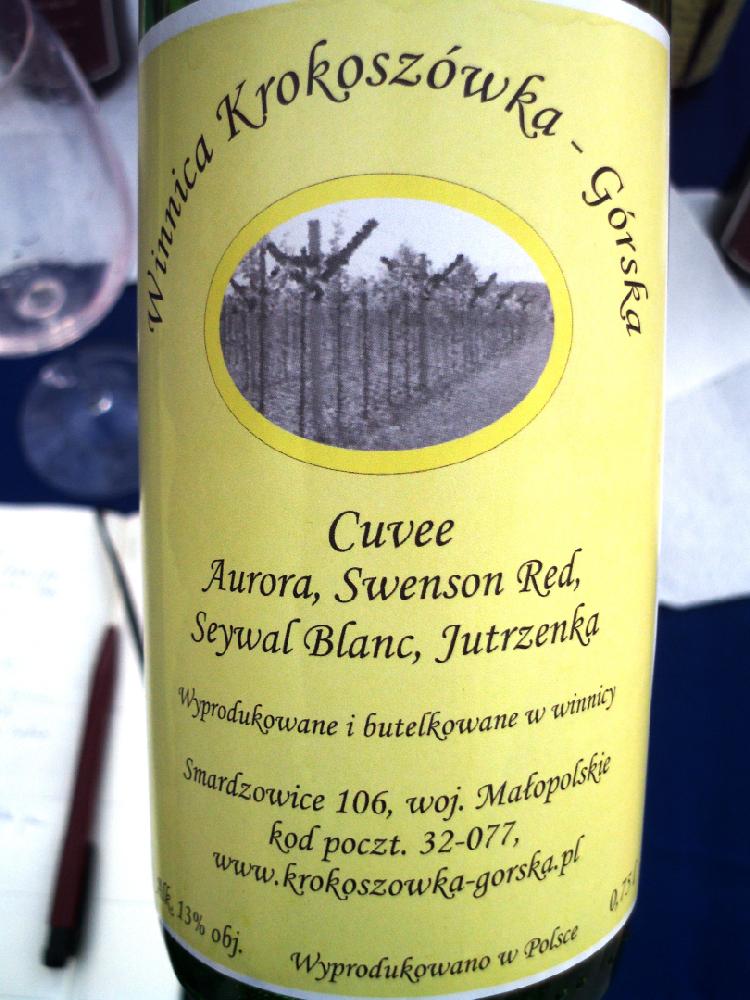 Winnica Krokoszówka - Górska
Cuvee
Aurora, Swenson Red,
Seywal Blanc, Jutrzenka
Wyprodukowane i butelkowane w winnicy
Smardzowice 106, woj. Małopolskie
kod poczt. 32-077,
www.krokoszowka-gorska.pl
Alk. 13% obj.
0,75 l
Wyprodukowano w Polsce